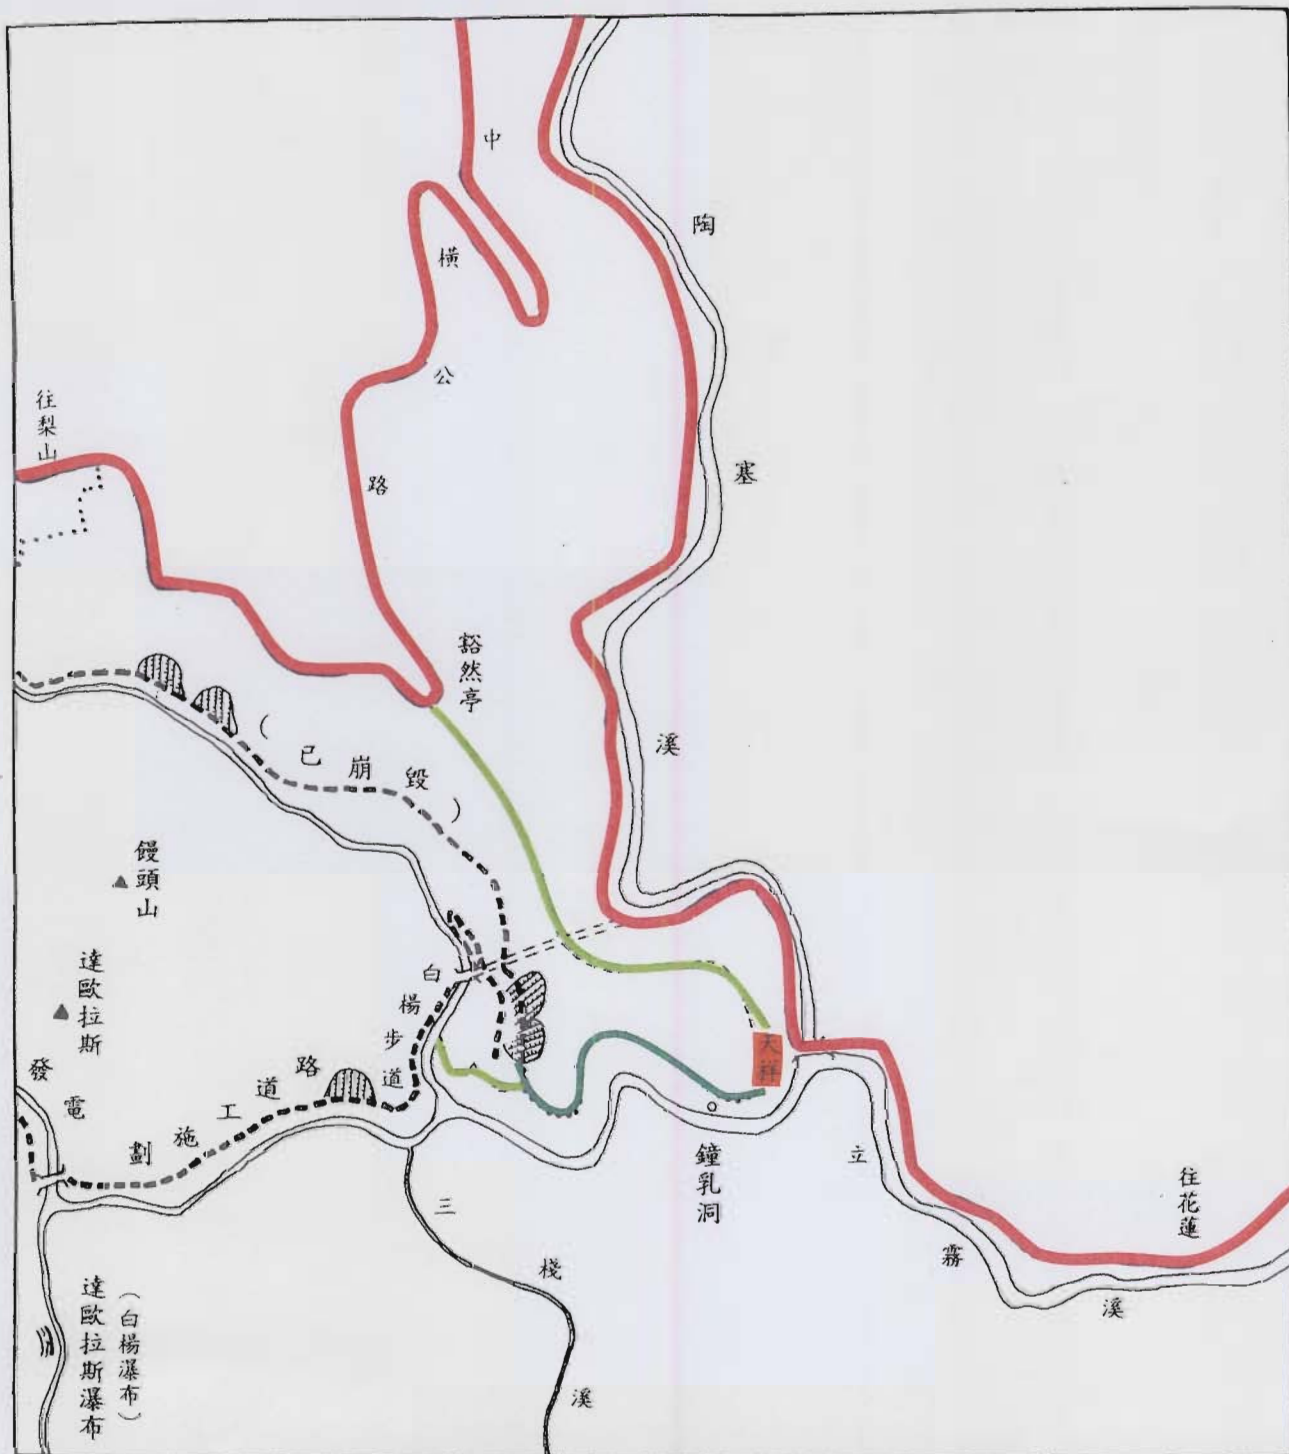 中橫公路
陶塞溪
往梨山
豁然亭
（已崩毀）
饅頭山
達歐拉斯
白楊步道
發電劃施工道路
天祥
鐘乳洞
立霧溪
往花蓮
三棧溪
達歐拉斯瀑布
（白楊瀑布）